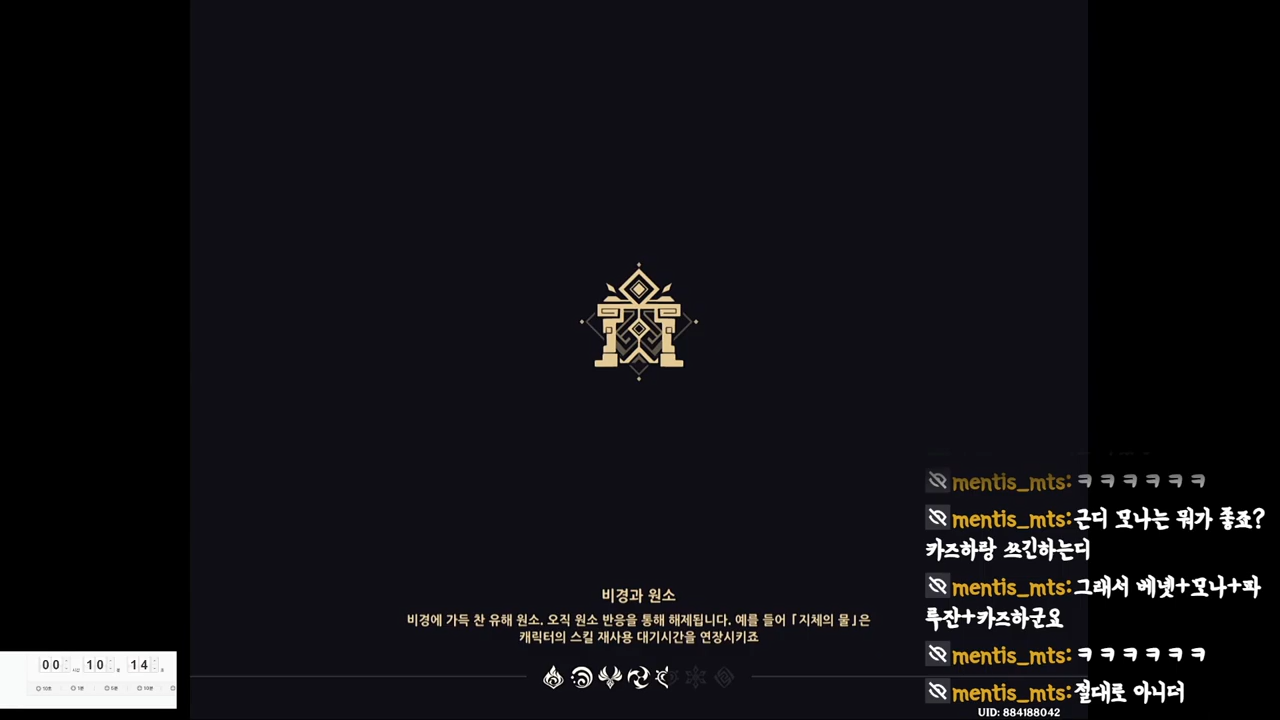 비경과 원소
비경에 가득 찬 유해 원소. 오직 원소 반응을 통해 해제됩니다. 예를 들어 「지체의 물」은
캐릭터의 스킬 재사용 대기시간을 연장시키죠
mentis_mts:ㅋㅋㅋㅋㅋㅋ
mentis_mts:근디 모나는 뭐가 좋죠?
카즈하랑 쓰긴하는디
mentis_mts:그래서 베넷+모나+파
루잔+카즈하군요
mentis_mts:ㅋㅋㅋㅋㅋㅋ
mentis_mts:절대로 아니더
UID: 884188042
00 10 14